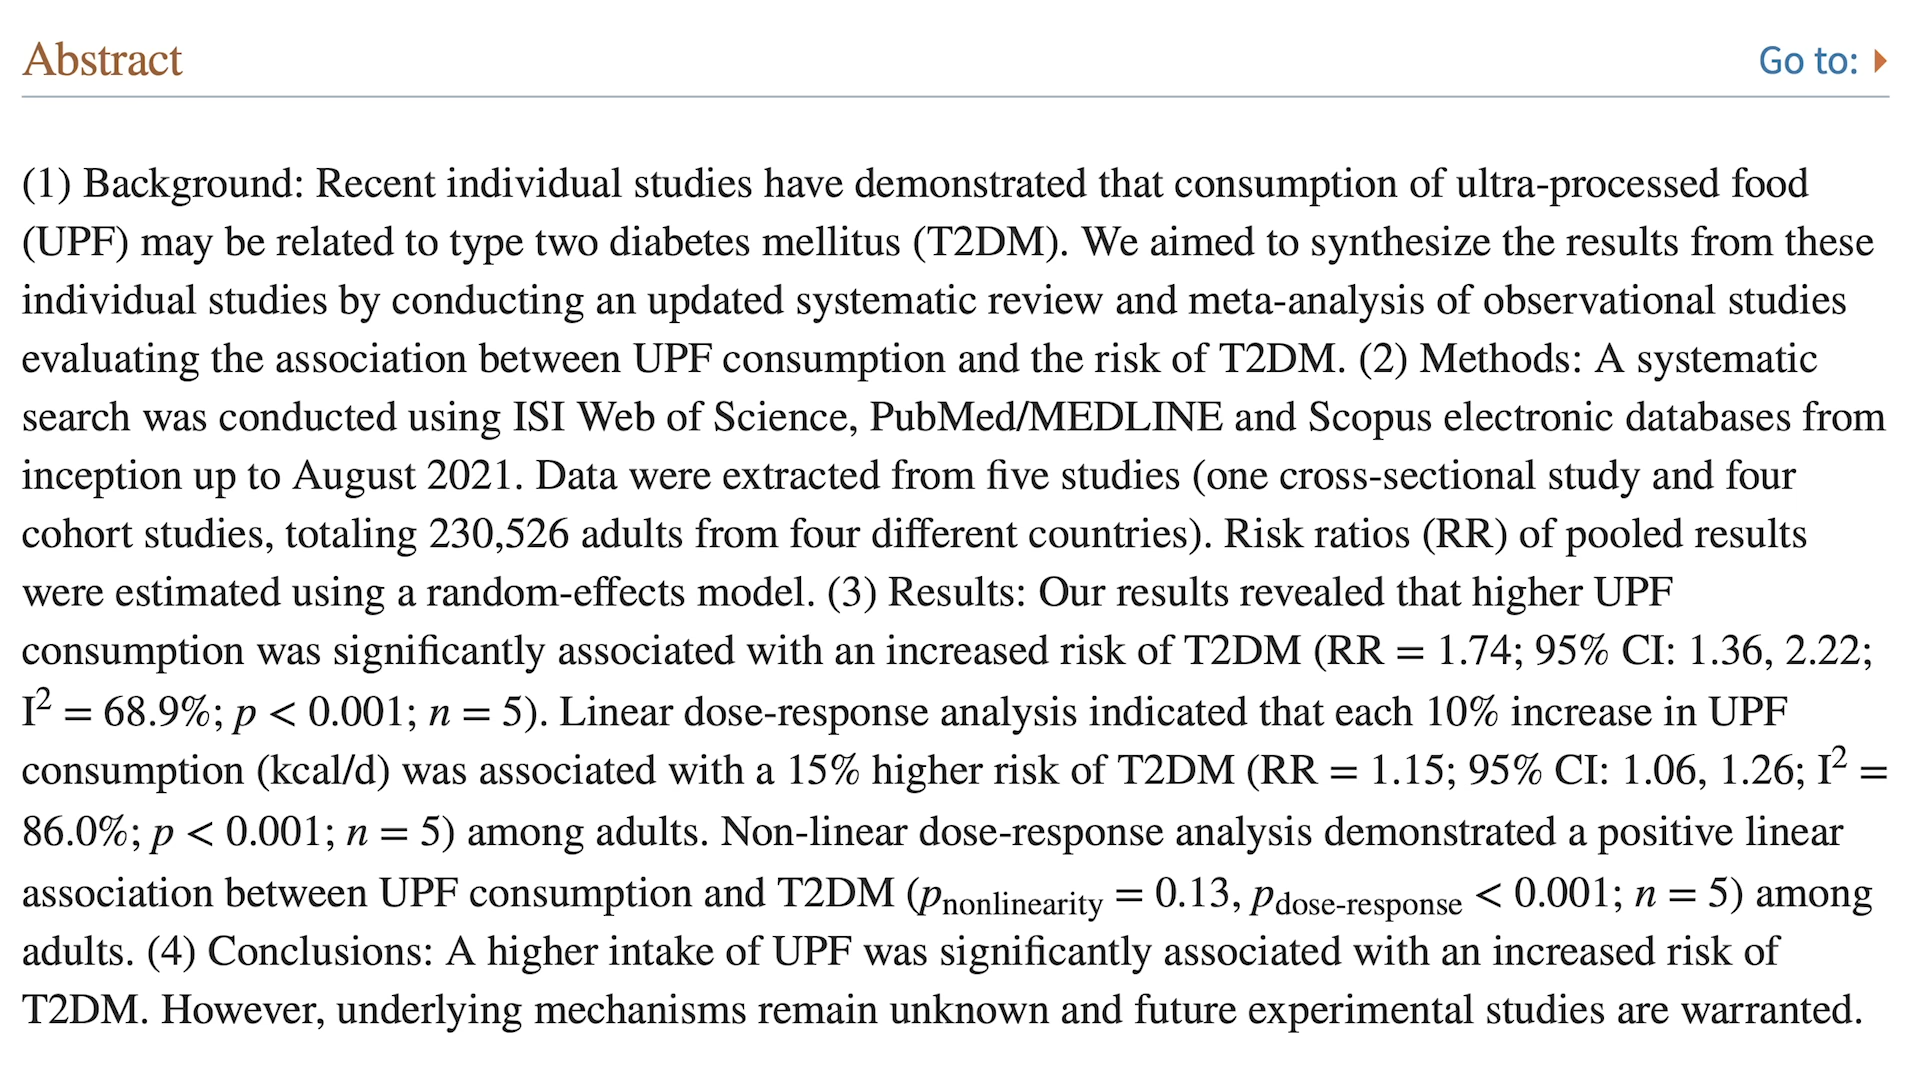 Abstract
Go to:
(1) Background: Recent individual studies have demonstrated that consumption of ultra-processed food
(UPF) may be related to type two diabetes mellitus (T2DM). We aimed to synthesize the results from these
individual studies by conducting an updated systematic review and meta-analysis of observational studies
evaluating the association between UPF consumption and the risk of T2DM. (2) Methods: A systematic
search was conducted using ISI Web of Science, PubMed/MEDLINE and Scopus electronic databases from
inception up to August 2021. Data were extracted from five studies (one cross-sectional study and four
cohort studies, totaling 230,526 adults from four different countries). Risk ratios (RR) of pooled results
were estimated using a random-effects model. (3) Results: Our results revealed that higher UPF
consumption was significantly associated with an increased risk of T2DM (RR = 1.74; 95% CI: 1.36, 2.22;
I² = 68.9%; p < 0.001; n = 5). Linear dose-response analysis indicated that each 10% increase in UPF
consumption (kcal/d) was associated with a 15% higher risk of T2DM (RR = 1.15; 95% CI: 1.06, 1.26; I² =
86.0%; p < 0.001; n = 5) among adults. Non-linear dose-response analysis demonstrated a positive linear
association between UPF consumption and T2DM (pnonlinearity = 0.13, pdose-response < 0.001; n = 5) among
adults. (4) Conclusions: A higher intake of UPF was significantly associated with an increased risk of
T2DM. However, underlying mechanisms remain unknown and future experimental studies are warranted.